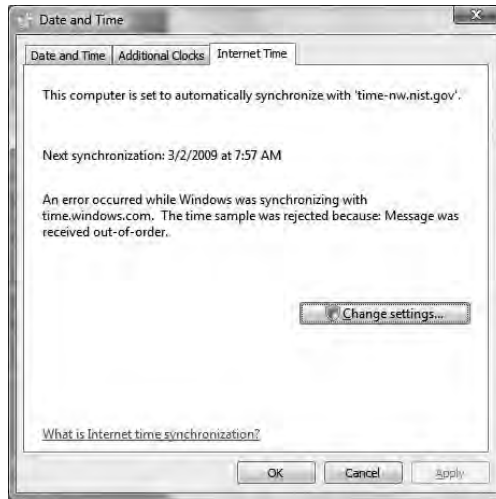 Date and Time
Date and Time Additional Clocks Internet Time
This computer is set to automatically synchronize with 'time-nw.nist.gov'.
Next synchronization: 3/2/2009 at 7:57 AM
An error occurred while Windows was synchronizing with
time.windows.com. The time sample was rejected because: Message was
received out-of-order.
Change settings...
What is Internet time synchronization?
OK Cancel Apply